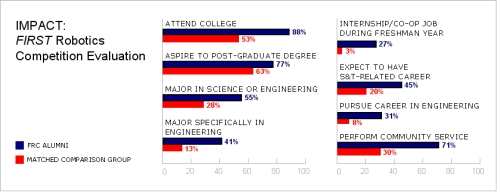 IMPACT:
FIRST Robotics
Competition Evaluation
FRC ALUMNI
MATCHED COMPARISON GROUP
ATTEND COLLEGE
88%
53%
ASPIRE TO POST-GRADUATE DEGREE
77%
63%
MAJOR IN SCIENCE OR ENGINEERING
55%
28%
MAJOR SPECIFICALLY IN
ENGINEERING
41%
13%
0 20 40 60 80 100
INTERNSHIP/CO-OP JOB
DURING FRESHMAN YEAR
27%
3%
EXPECT TO HAVE
S&T-RELATED CAREER
45%
20%
PURSUE CAREER IN ENGINEERING
31%
8%
PERFORM COMMUNITY SERVICE
71%
30%
0 20 40 60 80 100